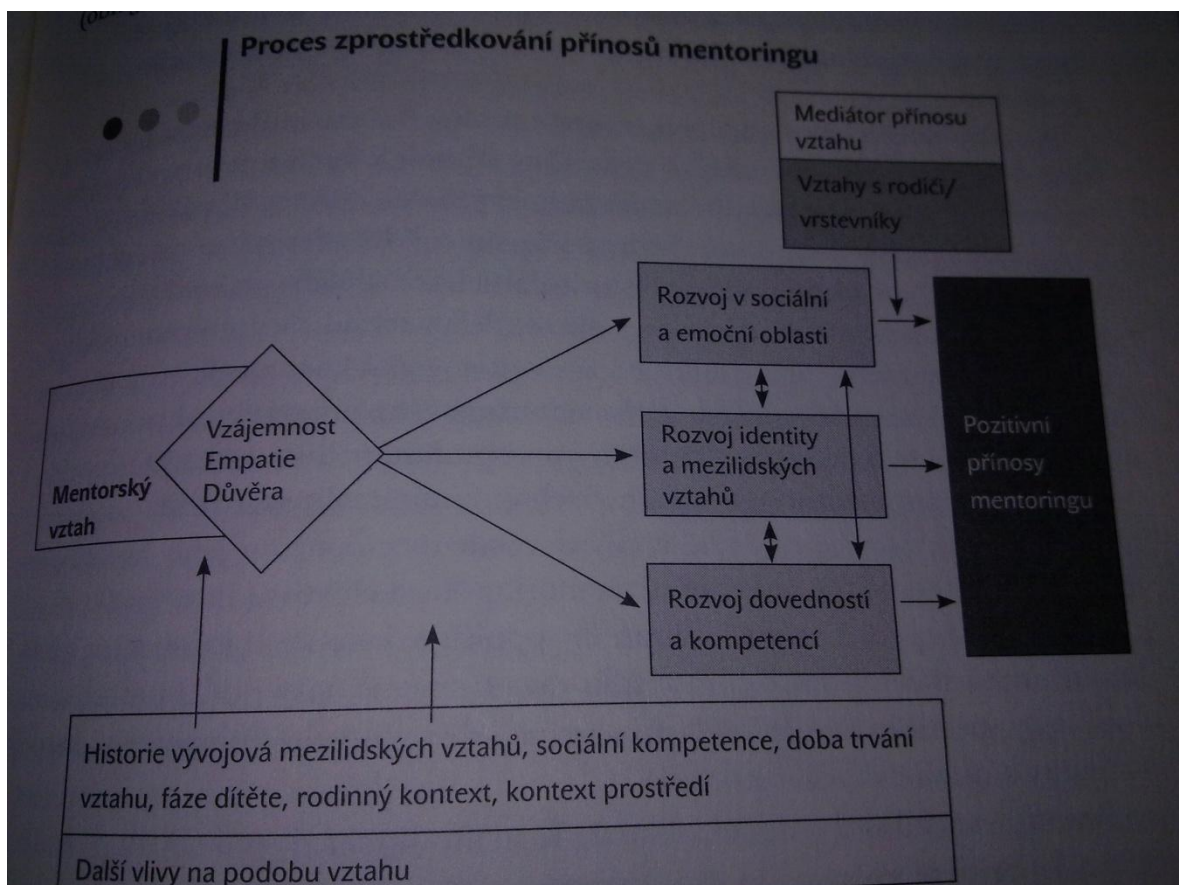 Proces zprostředkování přínosů mentoringu
Mediátor přínosu
vztahu
Vztahy s rodiči/
vrstevníky
Rozvoj v sociální
a emoční oblasti
Vzájemnost
Empatie
Důvěra
Mentorský
vztah
Rozvoj identity
a mezilidských
vztahů
Pozitivní
přínosy
mentoringu
Rozvoj dovedností
a kompetencí
Historie vývojová mezilidských vztahů, sociální kompetence, doba trvání
vztahu, fáze dítěte, rodinný kontext, kontext prostředí
Další vlivy na podobu vztahu